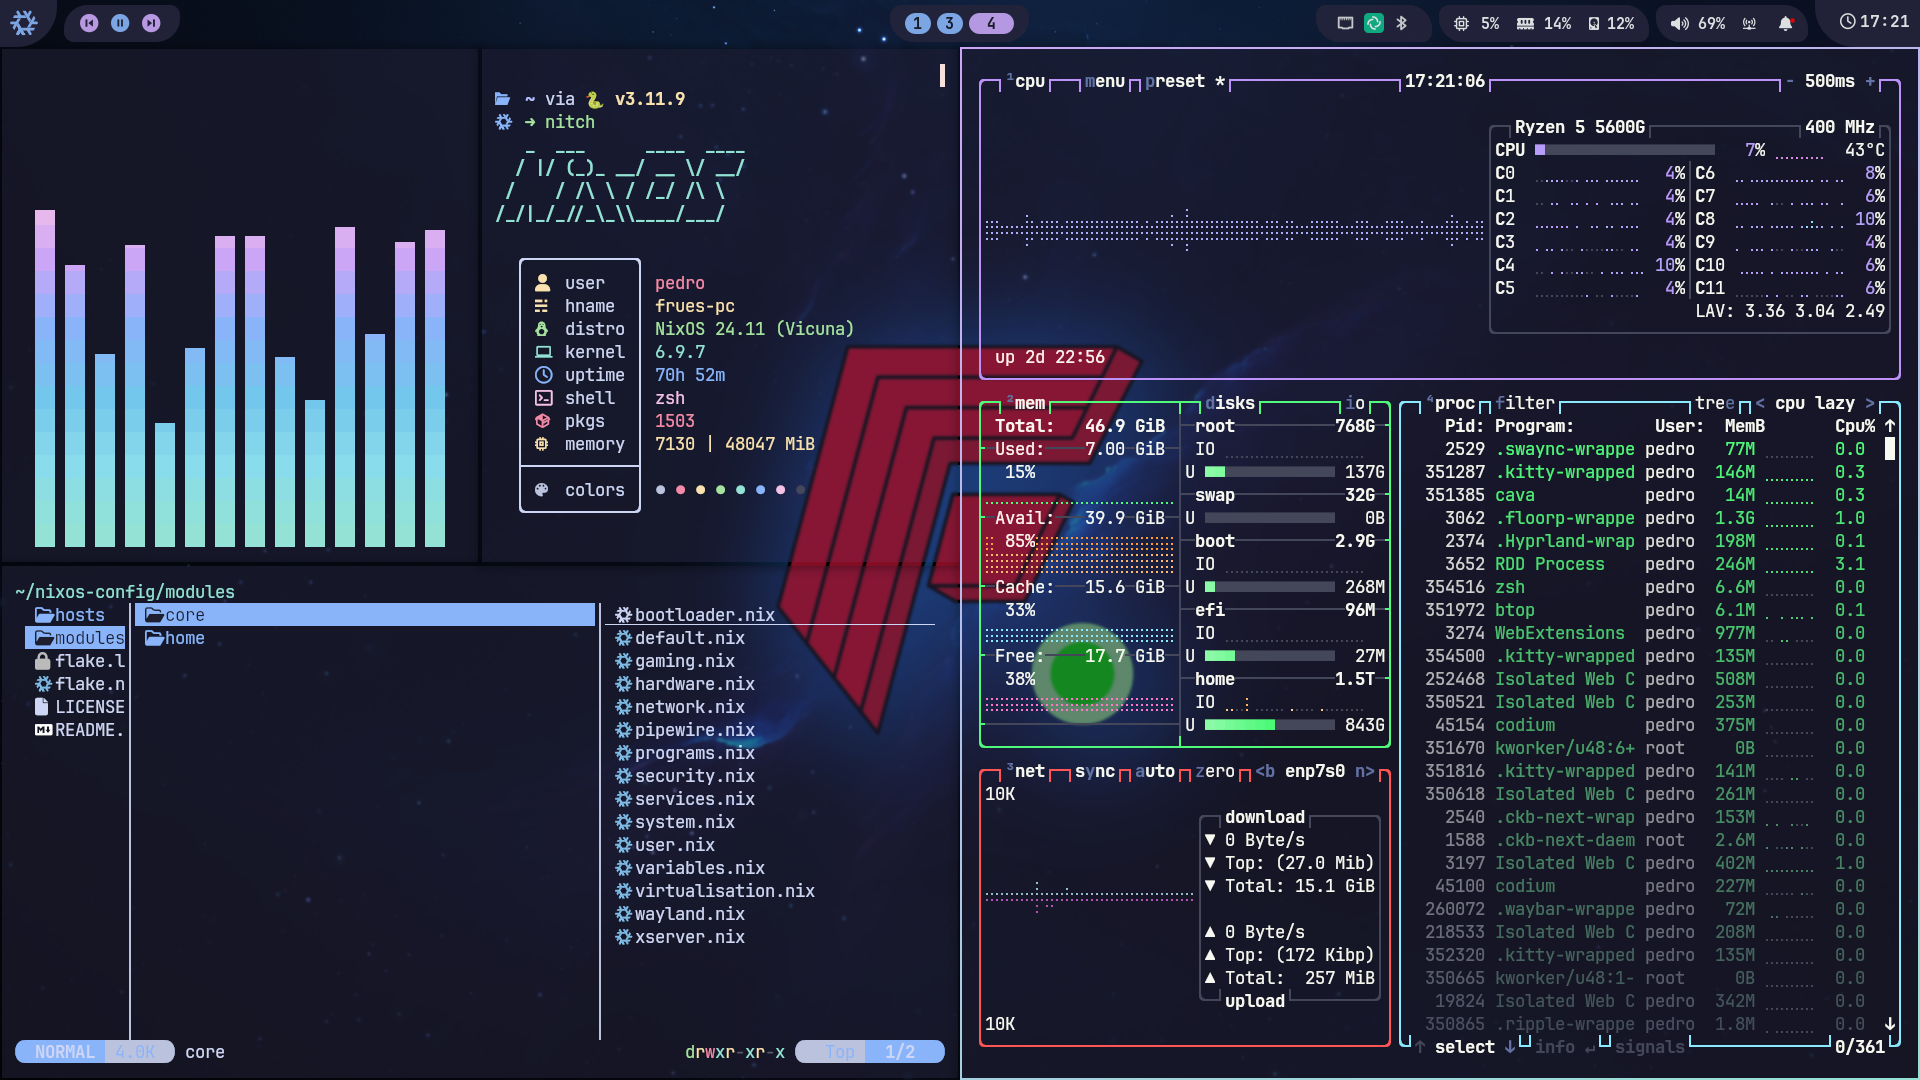 1 3 4
5% 14% 12%
69%
17:21
~ via v3.11.9
→ nitch
user pedro
hname frues-pc
distro NixOS 24.11 (Vicuna)
kernel 6.9.7
uptime 70h 52m
shell zsh
pkgs 1503
memory 7130 | 48047 MiB
colors
~/nixos-config/modules
hosts
modules
flake.l
flake.n
LICENSE
README.
core
home
bootloader.nix
default.nix
gaming.nix
hardware.nix
network.nix
pipewire.nix
programs.nix
security.nix
services.nix
system.nix
user.nix
variables.nix
virtualisation.nix
wayland.nix
xserver.nix
NORMAL 4.0K core
drwxr-xr-x Top 1/2
¹cpu menu preset * 17:21:06 - 500ms +
Ryzen 5 5600G 400 MHz
CPU 7% 43°C
C0 4% C6 8%
C1 4% C7 6%
C2 4% C8 10%
C3 4% C9 4%
C4 10% C10 6%
C5 4% C11 6%
LAV: 3.36 3.04 2.49
up 2d 22:56
²mem
Total: 46.9 GiB
Used: 7.00 GiB
15%
Avail: 39.9 GiB
85%
Cache: 15.6 GiB
33%
Free: 17.7 GiB
38%
disks io
root 768G
IO
U 137G
swap 32G
U 0B
boot 2.9G
IO
U 268M
efi 96M
IO
U 27M
home 1.5T
IO
U 843G
³net sync auto zero <b enp7s0 n>
10K
download
▼ 0 Byte/s
▼ Top: (27.0 Mib)
▼ Total: 15.1 GiB
▲ 0 Byte/s
▲ Top: (172 Kibp)
▲ Total: 257 MiB
upload
10K
⁴proc filter tree < cpu lazy >
Pid: Program: User: MemB Cpu% ↑
2529 .swaync-wrappe pedro 77M 0.0
351287 .kitty-wrapped pedro 146M 0.3
351385 cava pedro 14M 0.3
3062 .floorp-wrappe pedro 1.3G 1.0
2374 .Hyprland-wrap pedro 198M 0.1
3652 RDD Process pedro 246M 3.1
354516 zsh pedro 6.6M 0.0
351972 btop pedro 6.1M 0.1
3274 WebExtensions pedro 977M 0.0
354500 .kitty-wrapped pedro 135M 0.0
252468 Isolated Web C pedro 508M 0.0
350521 Isolated Web C pedro 253M 0.0
45154 codium pedro 375M 0.0
351670 kworker/u48:6+ root 0B 0.0
351816 .kitty-wrapped pedro 141M 0.0
350618 Isolated Web C pedro 261M 0.0
2540 .ckb-next-wrap pedro 153M 0.0
1588 .ckb-next-daem root 2.6M 0.0
3197 Isolated Web C pedro 402M 1.0
45100 codium pedro 227M 0.0
260072 .waybar-wrappe pedro 72M 0.0
218533 Isolated Web C pedro 208M 0.0
352320 .kitty-wrapped pedro 135M 0.0
350665 kworker/u48:1- root 0B 0.0
19824 Isolated Web C pedro 342M 0.0
350865 .ripple-wrappe pedro 1.8M 0.0 ↓
↑ select ↓ info ↵ signals 0/361